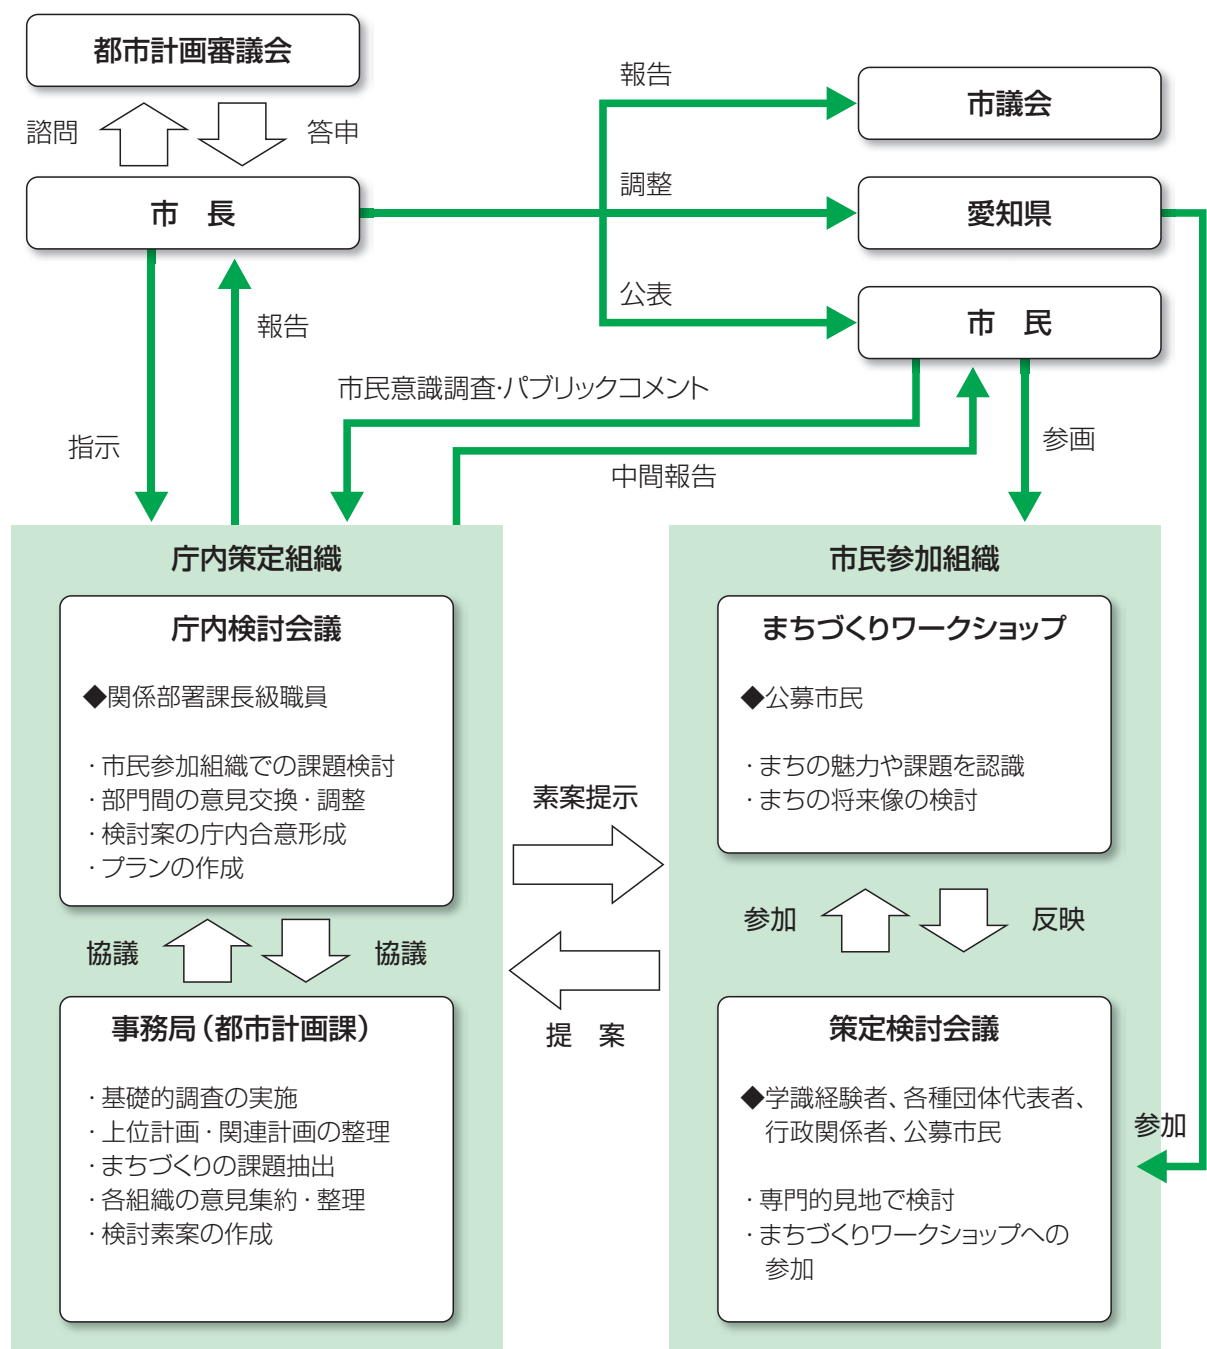 都市計画審議会
諮問
答申
市　長
報告
市議会
調整
愛知県
公表
市　民
報告
指示
市民意識調査・パブリックコメント
中間報告
参画
庁内策定組織
庁内検討会議
◆関係部署課長級職員
・市民参加組織での課題検討
・部門間の意見交換・調整
・検討案の庁内合意形成
・プランの作成
協議
協議
事務局（都市計画課）
・基礎的調査の実施
・上位計画・関連計画の整理
・まちづくりの課題抽出
・各組織の意見集約・整理
・検討素案の作成
素案提示
提　案
市民参加組織
まちづくりワークショップ
◆公募市民
・まちの魅力や課題を認識
・まちの将来像の検討
参加
反映
策定検討会議
◆学識経験者、各種団体代表者、
行政関係者、公募市民
・専門的見地で検討
・まちづくりワークショップへの
参加
参加